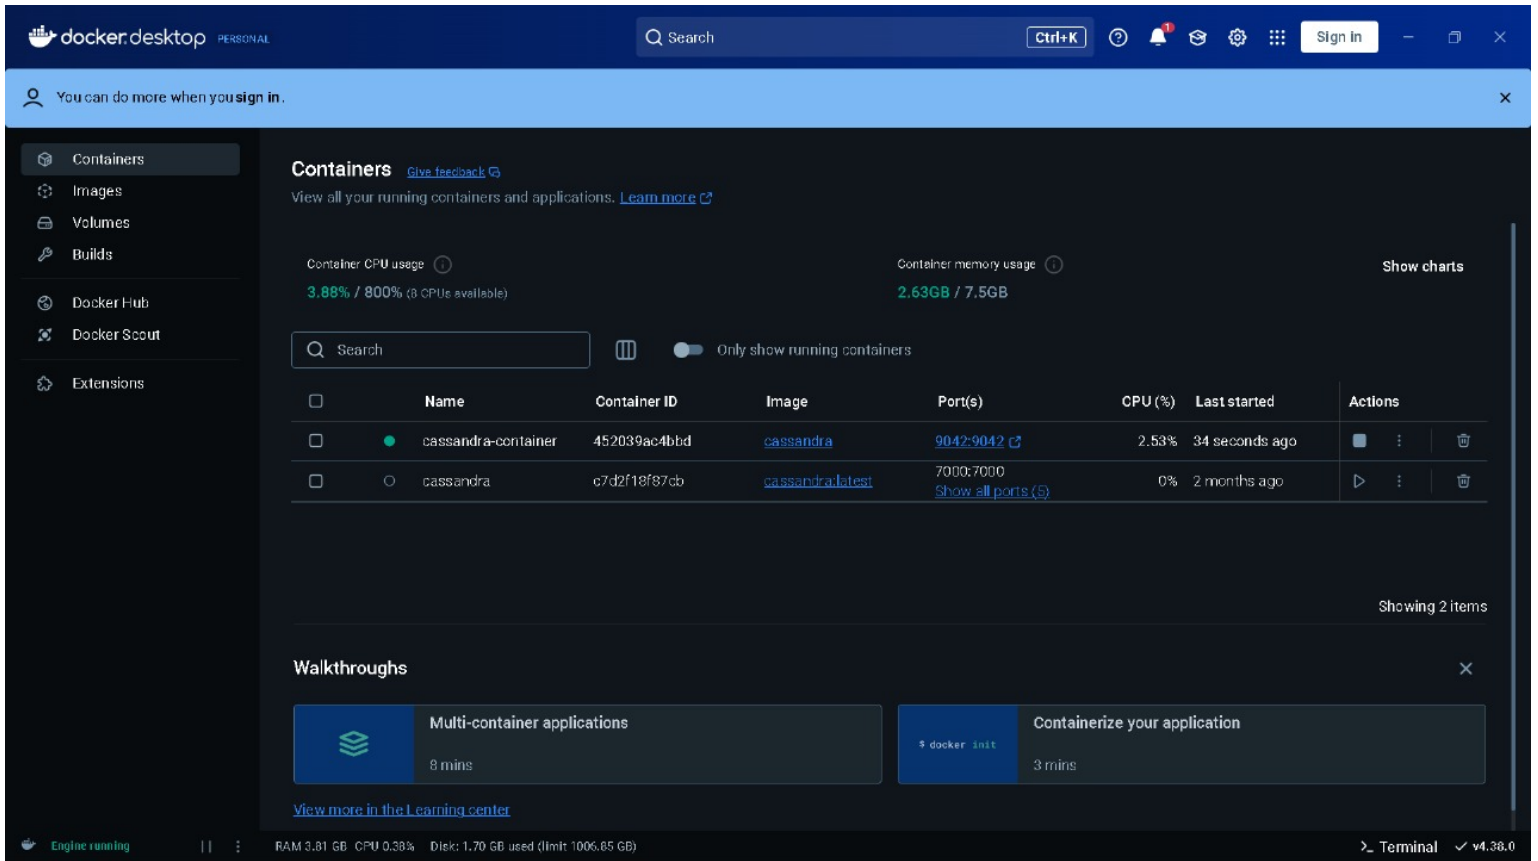 docker.desktop PERSONAL
Search
Ctrl+K
1
Sign in
You can do more when you sign in.
Containers
Images
Volumes
Builds
Docker Hub
Docker Scout
Extensions
Containers Give feedback
View all your running containers and applications. Learn more
Container CPU usage
3.88% / 800% (8 CPUs available)
Container memory usage
2.63GB / 7.5GB
Show charts
Search
Only show running containers
Name Container ID Image Port(s) CPU (%) Last started Actions
cassandra-container 452039ac4bbd cassandra 9042:9042 2.53% 34 seconds ago
cassandra c7d2f18f87cb cassandra:latest 7000:7000 0% 2 months ago
Show all ports (5)
Showing 2 items
Walkthroughs
Multi-container applications
8 mins
$ docker init
Containerize your application
3 mins
View more in the Learning center
Engine running
RAM 3.81 GB CPU 0.38% Disk: 1.70 GB used (limit 1006.85 GB)
>_ Terminal
v4.38.0